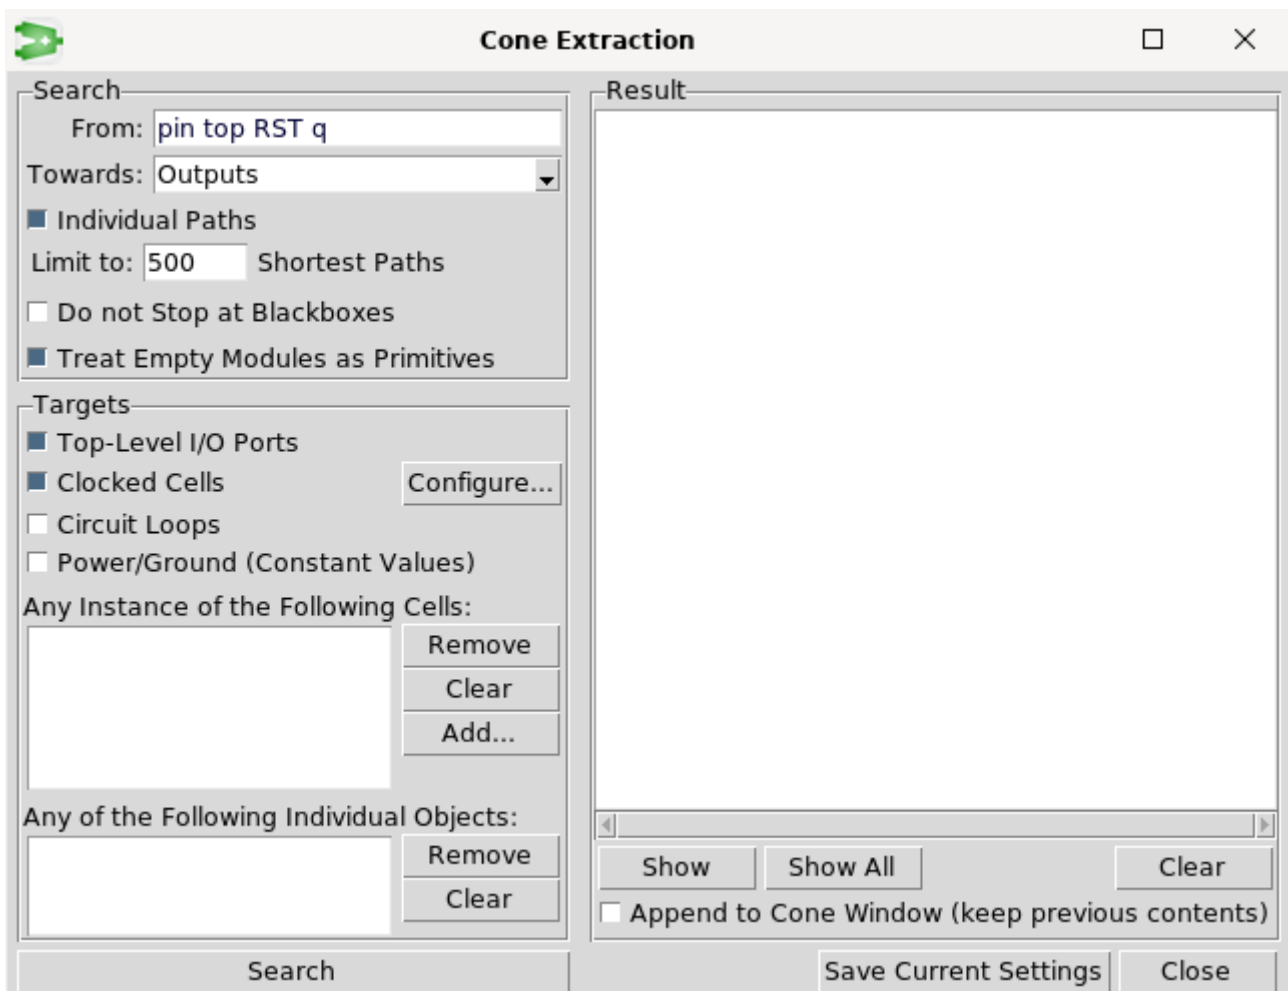 Cone Extraction
Search
From: pin top RST q
Towards: Outputs
Individual Paths
Limit to: 500 Shortest Paths
Do not Stop at Blackboxes
Treat Empty Modules as Primitives
Targets
Top-Level I/O Ports
Clocked Cells Configure...
Circuit Loops
Power/Ground (Constant Values)
Any Instance of the Following Cells:
Remove
Clear
Add...
Any of the Following Individual Objects:
Remove
Clear
Search
Result
Show Show All Clear
Append to Cone Window (keep previous contents)
Save Current Settings Close